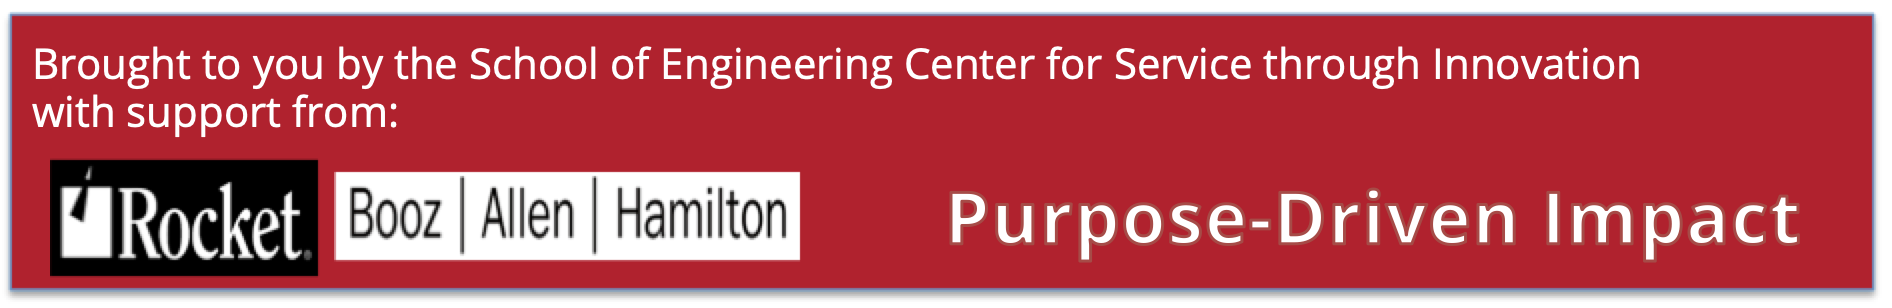 Brought to you by the School of Engineering Center for Service through Innovation
with support from:
Rocket®
Booz | Allen | Hamilton
Purpose-Driven Impact